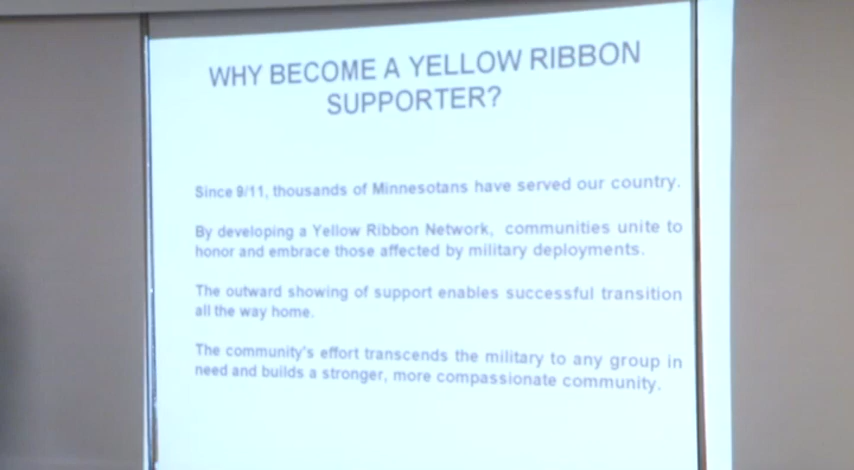 WHY BECOME A YELLOW RIBBON
SUPPORTER?
Since 9/11, thousands of Minnesotans have served our country.
By developing a Yellow Ribbon Network, communities unite to
honor and embrace those affected by military deployments.
The outward showing of support enables successful transition
all the way home.
The community's effort transcends the military to any group in
need and builds a stronger, more compassionate community.